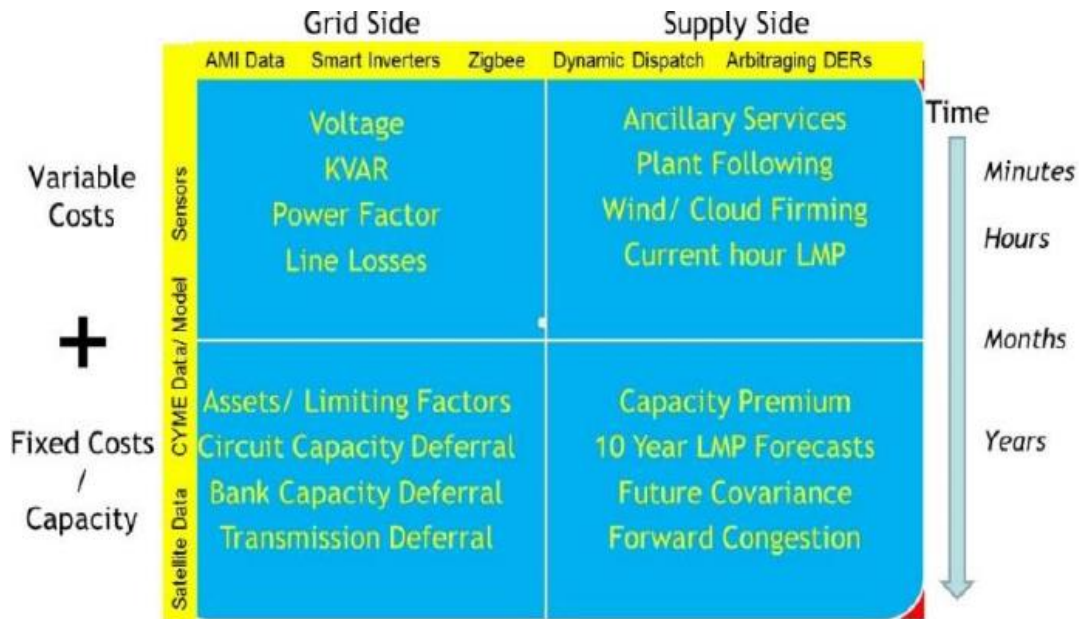 Grid Side
Supply Side
AMI Data Smart Inverters Zigbee Dynamic Dispatch Arbitraging DERs
Variable
Costs
+
Fixed Costs
/
Capacity
Sensors
CYME Data/ Model
Satellite Data
Voltage
KVAR
Power Factor
Line Losses
Ancillary Services
Plant Following
Wind/ Cloud Firming
Current hour LMP
Assets/ Limiting Factors
Circuit Capacity Deferral
Bank Capacity Deferral
Transmission Deferral
Capacity Premium
10 Year LMP Forecasts
Future Covariance
Forward Congestion
Time
Minutes
Hours
Months
Years